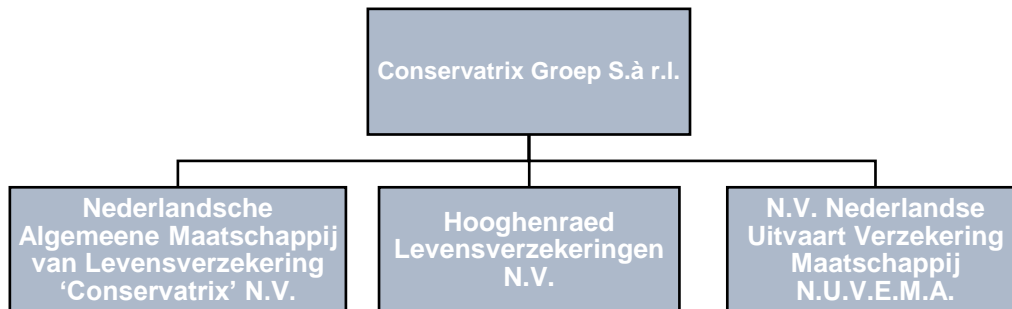 Conservatrix Groep S.à r.l.
Nederlandsche
Algemeene Maatschappij
van Levensverzekering
‘Conservatrix’ N.V.
Hooghenraed
Levensverzekeringen
N.V.
N.V. Nederlandse
Uitvaart Verzekering
Maatschappij
N.U.V.E.M.A.